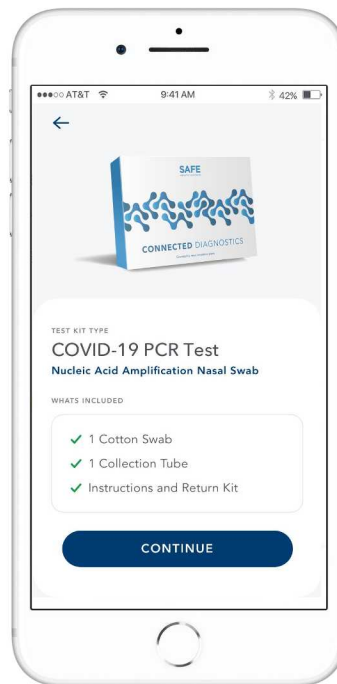 AT&T 9:41 AM 42%
SAFE
CONNECTED DIAGNOSTICS
TEST KIT TYPE
COVID-19 PCR Test
Nucleic Acid Amplification Nasal Swab
WHATS INCLUDED
1 Cotton Swab
1 Collection Tube
Instructions and Return Kit
CONTINUE